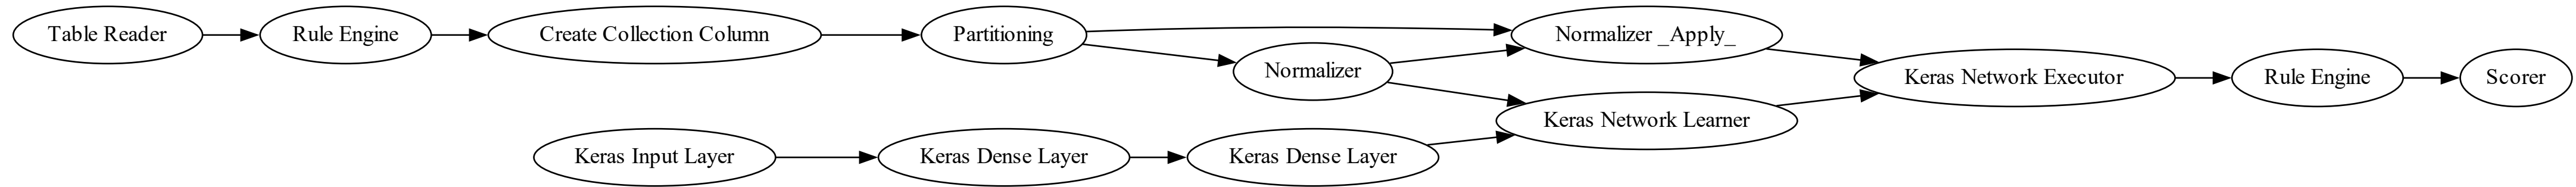 Table Reader
Rule Engine
Create Collection Column
Partitioning
Normalizer _Apply_
Normalizer
Keras Network Executor
Rule Engine
Scorer
Keras Network Learner
Keras Input Layer
Keras Dense Layer
Keras Dense Layer